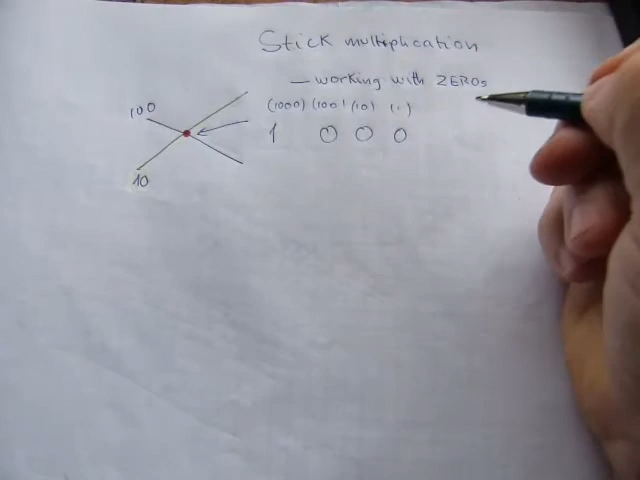 Stick multiplication
— working with ZEROs
100 (1000) (100) (10) (1)
1 0 0 0
10